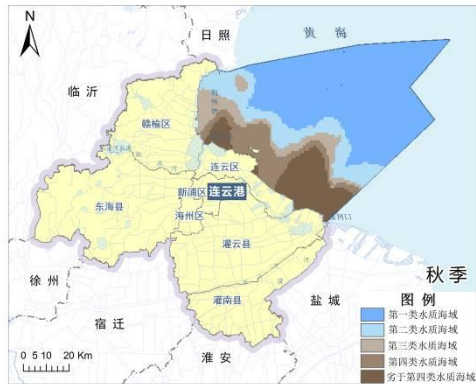 N
日照
黄海
临沂
赣榆区
连云区
新浦区
连云港
东海县
海州区
灌云县
灌南县
徐州
宿迁
盐城
淮安
秋季
0 5 10 20 Km
图例
第一类水质海域
第二类水质海域
第三类水质海域
第四类水质海域
劣于第四类水质海域